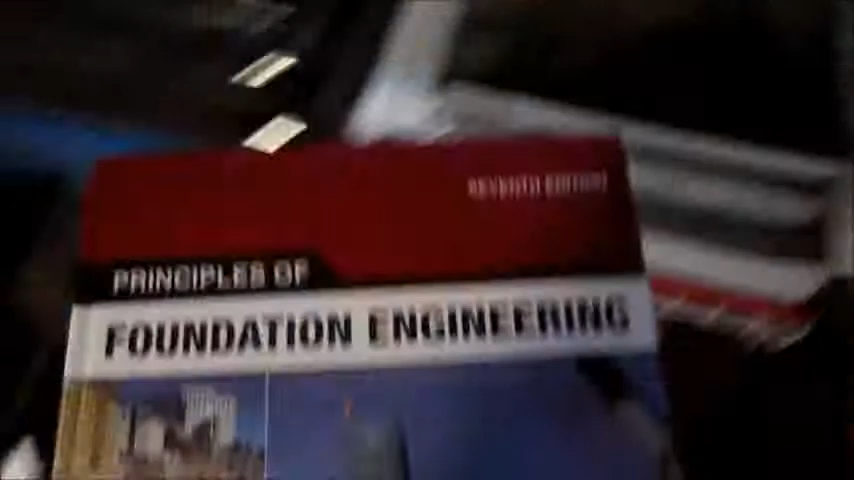 SEVENTH EDITION
PRINCIPLES OF
FOUNDATION ENGINEERING